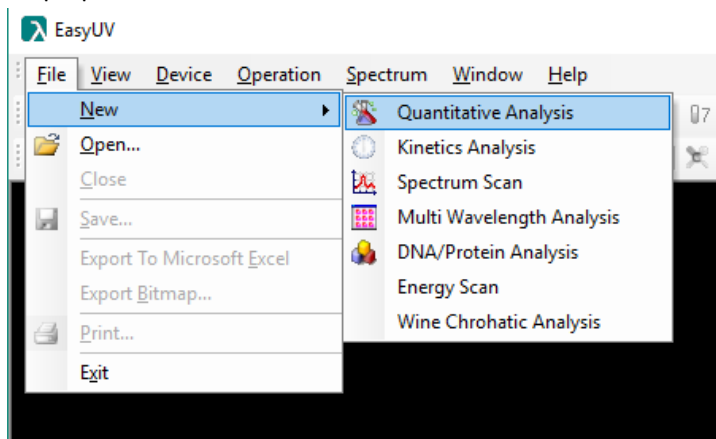 EasyUV
File View Device Operation Spectrum Window Help
New
Open...
Close
Save...
Export To Microsoft Excel
Export Bitmap...
Print...
Exit
Quantitative Analysis
Kinetics Analysis
Spectrum Scan
Multi Wavelength Analysis
DNA/Protein Analysis
Energy Scan
Wine Chrohatic Analysis
7